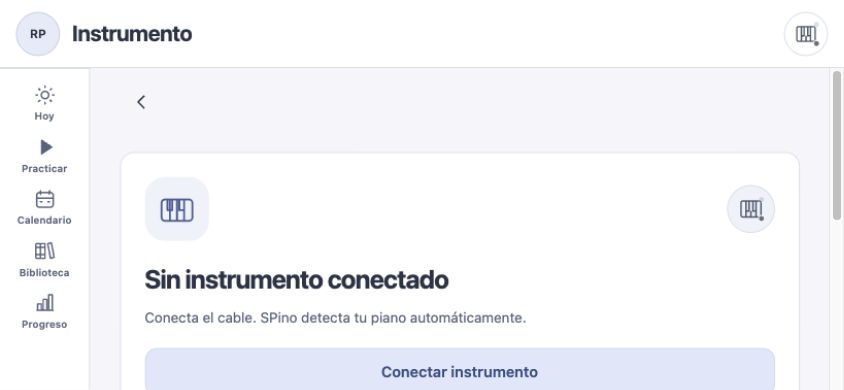 RP
Instrumento
Hoy
Practicar
Calendario
Biblioteca
Progreso
Sin instrumento conectado
Conecta el cable. SPino detecta tu piano automáticamente.
Conectar instrumento